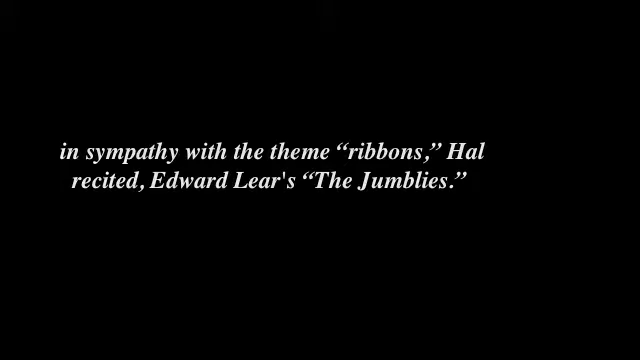 in sympathy with the theme “ribbons,” Hal
recited, Edward Lear's “The Jumblies.”